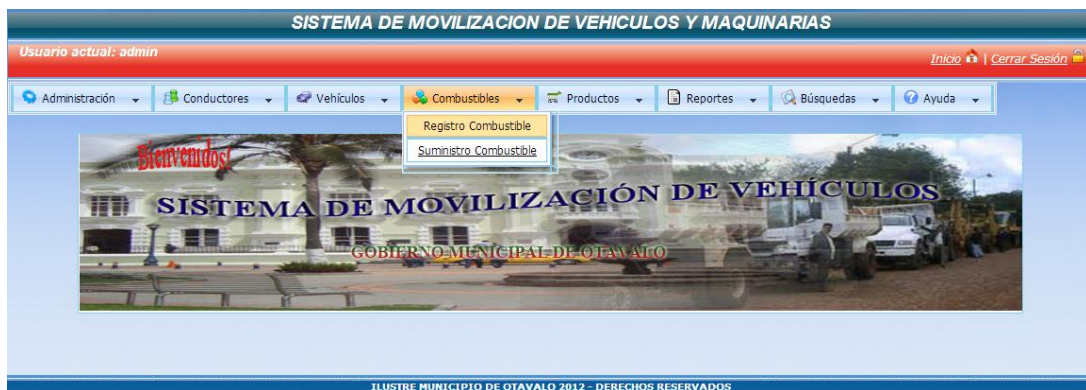 SISTEMA DE MOVILIZACION DE VEHICULOS Y MAQUINARIAS
Usuario actual: admin
Inicio | Cerrar Sesión
Administración Conductores Vehículos Combustibles Productos Reportes Búsquedas Ayuda
Registro Combustible
Suministro Combustible
Bienvenidos!
SISTEMA DE MOVILIZACIÓN DE VEHÍCULOS
GOBIERNO MUNICIPAL DE OTAVALO
ILUSTRE MUNICIPIO DE OTAVALO 2012 - DERECHOS RESERVADOS